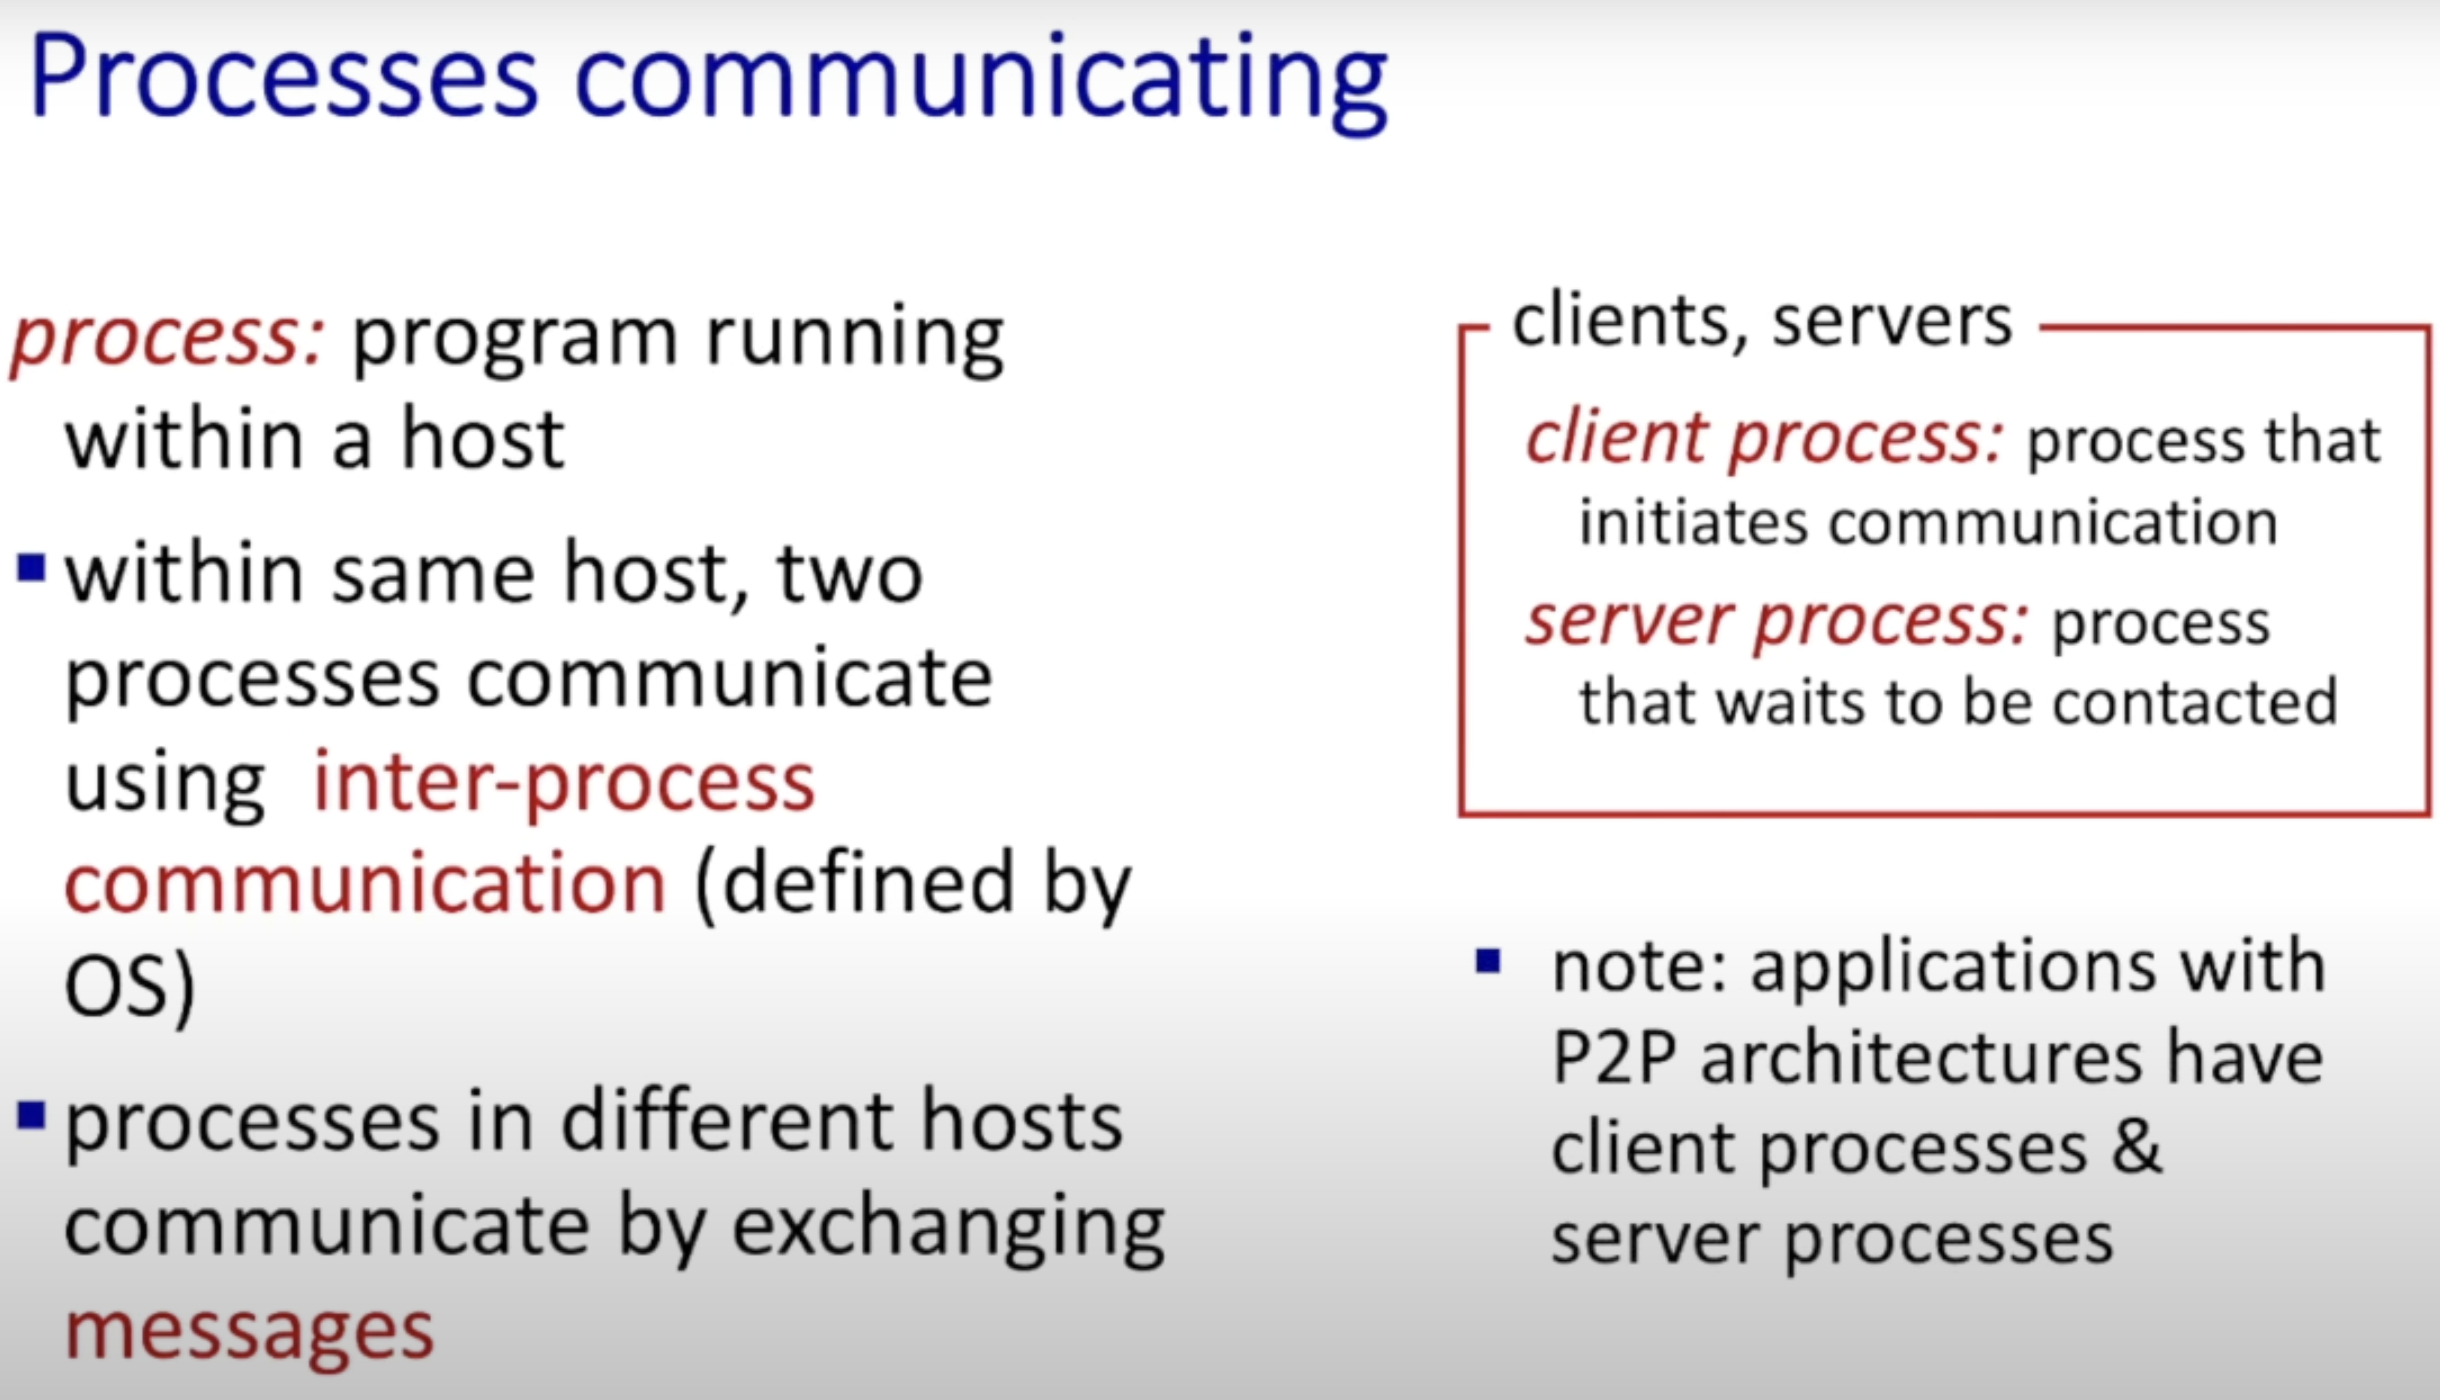 Processes communicating
process: program running
within a host
within same host, two
processes communicate
using inter-process
communication (defined by
OS)
processes in different hosts
communicate by exchanging
messages
clients, servers
client process: process that
initiates communication
server process: process
that waits to be contacted
note: applications with
P2P architectures have
client processes &
server processes